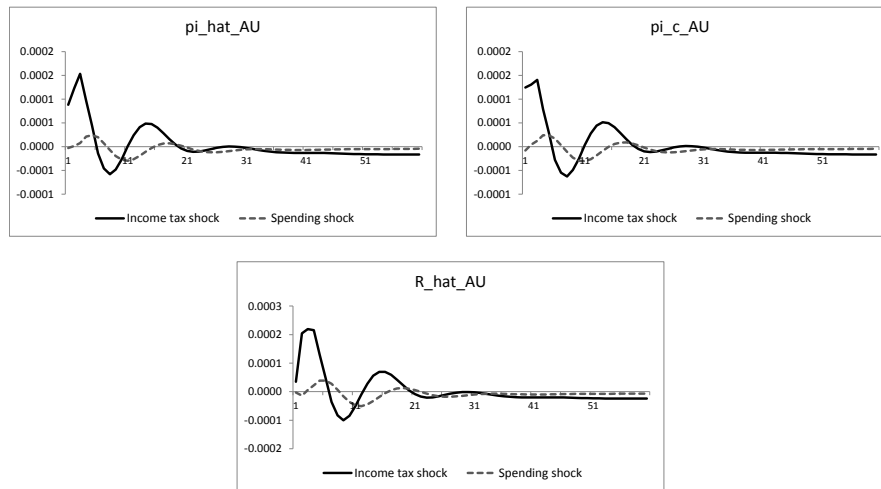 pi_hat_AU
0.0002
0.0002
0.0001
0.0001
0.0000
-0.0001
-0.0001
1 11 21 31 41 51
Income tax shock Spending shock
pi_c_AU
0.0002
0.0002
0.0001
0.0001
0.0000
-0.0001
-0.0001
1 11 21 31 41 51
Income tax shock Spending shock
R_hat_AU
0.0003
0.0002
0.0001
0.0000
-0.0001
-0.0002
1 11 21 31 41 51
Income tax shock Spending shock